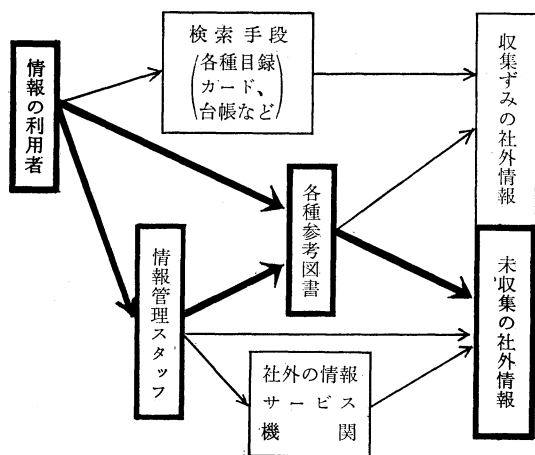 情報の利用者
検索手段
(各種目録
カード、
台帳など)
収集ずみの社外情報
各種参考図書
情報管理スタッフ
未収集の社外情報
社外の情報
サービス
機関